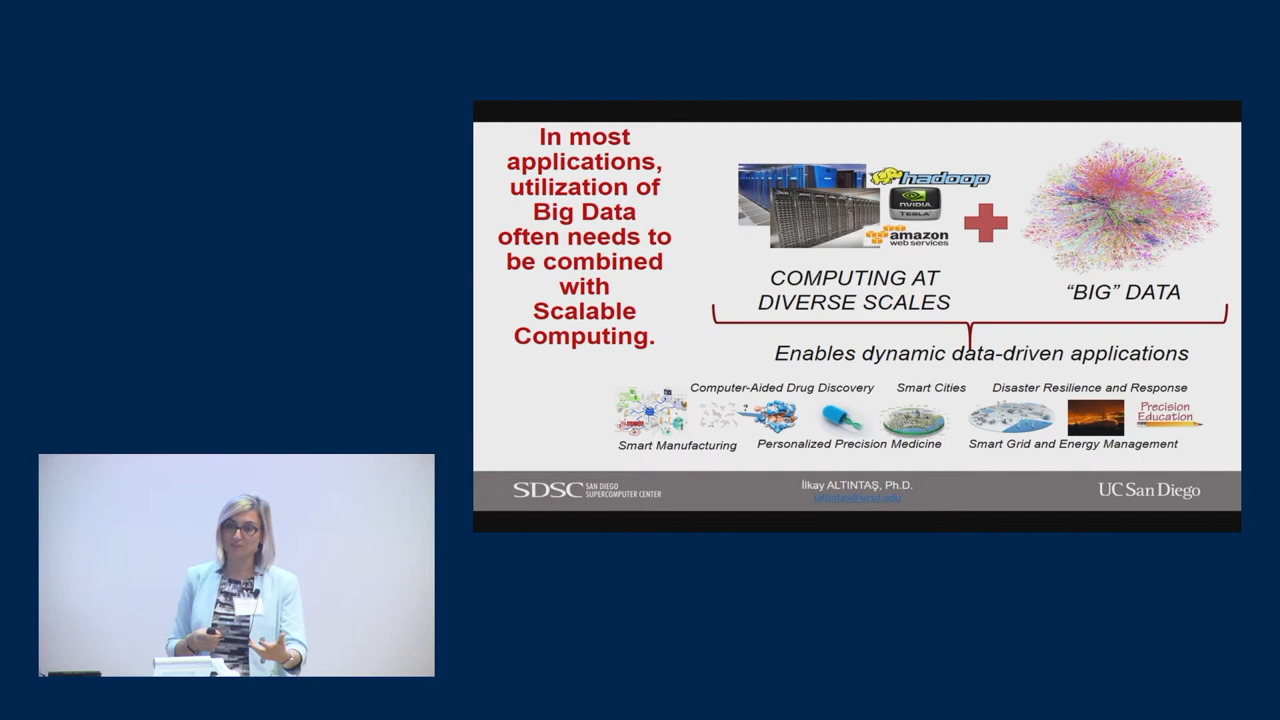 In most
applications,
utilization of
Big Data
often needs to
be combined
with
Scalable
Computing.
hadoop
NVIDIA
TESLA
amazon
web services
COMPUTING AT
DIVERSE SCALES
“BIG” DATA
Enables dynamic data-driven applications
Computer-Aided Drug Discovery
Smart Cities
Disaster Resilience and Response
?
Precision
Education
Smart Manufacturing
Personalized Precision Medicine
Smart Grid and Energy Management
SDSC SAN DIEGO
SUPERCOMPUTER CENTER
İlkay ALTINTAŞ, Ph.D.
ialtintas@ucsd.edu
UC San Diego